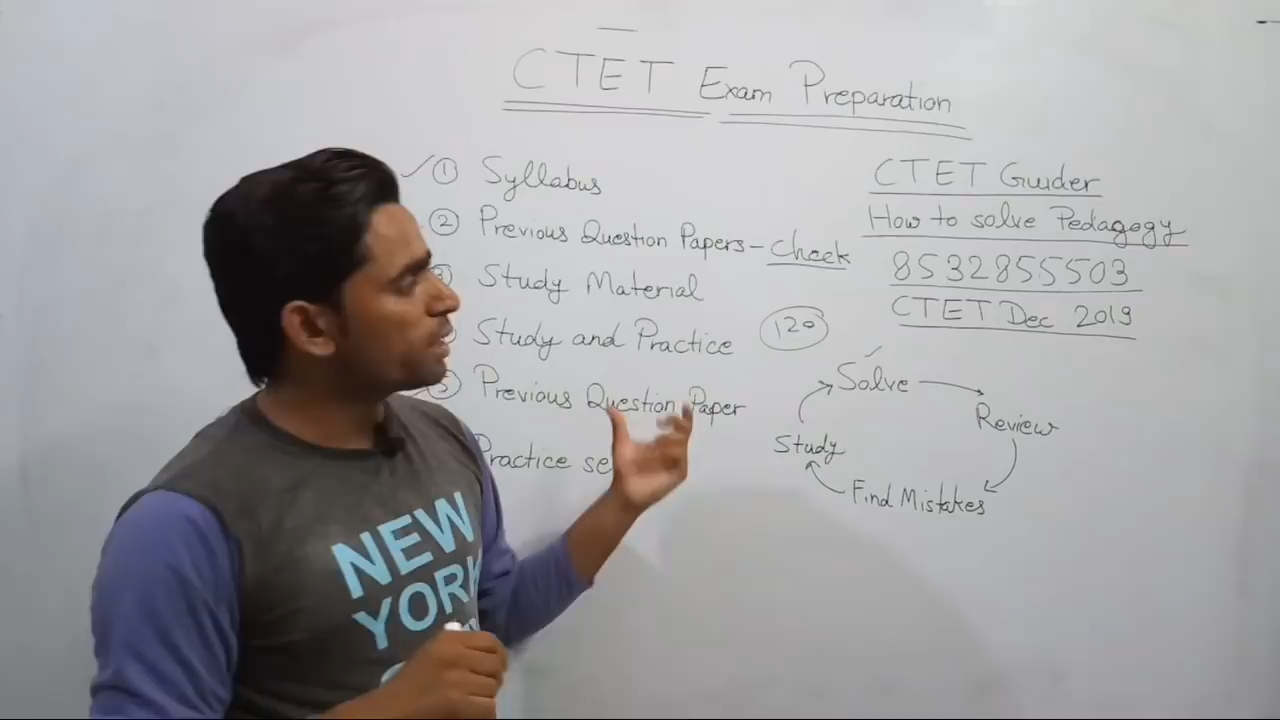 CTET Exam Preparation
① Syllabus
② Previous Question Papers - Check
③ Study Material
Study and Practice
⑤ Previous Question Paper
Practice se
CTET Guider
How to solve Pedagogy
8532855503
CTET Dec 2019
120
Solve
Review
Find Mistakes
Study
NEW
YORK